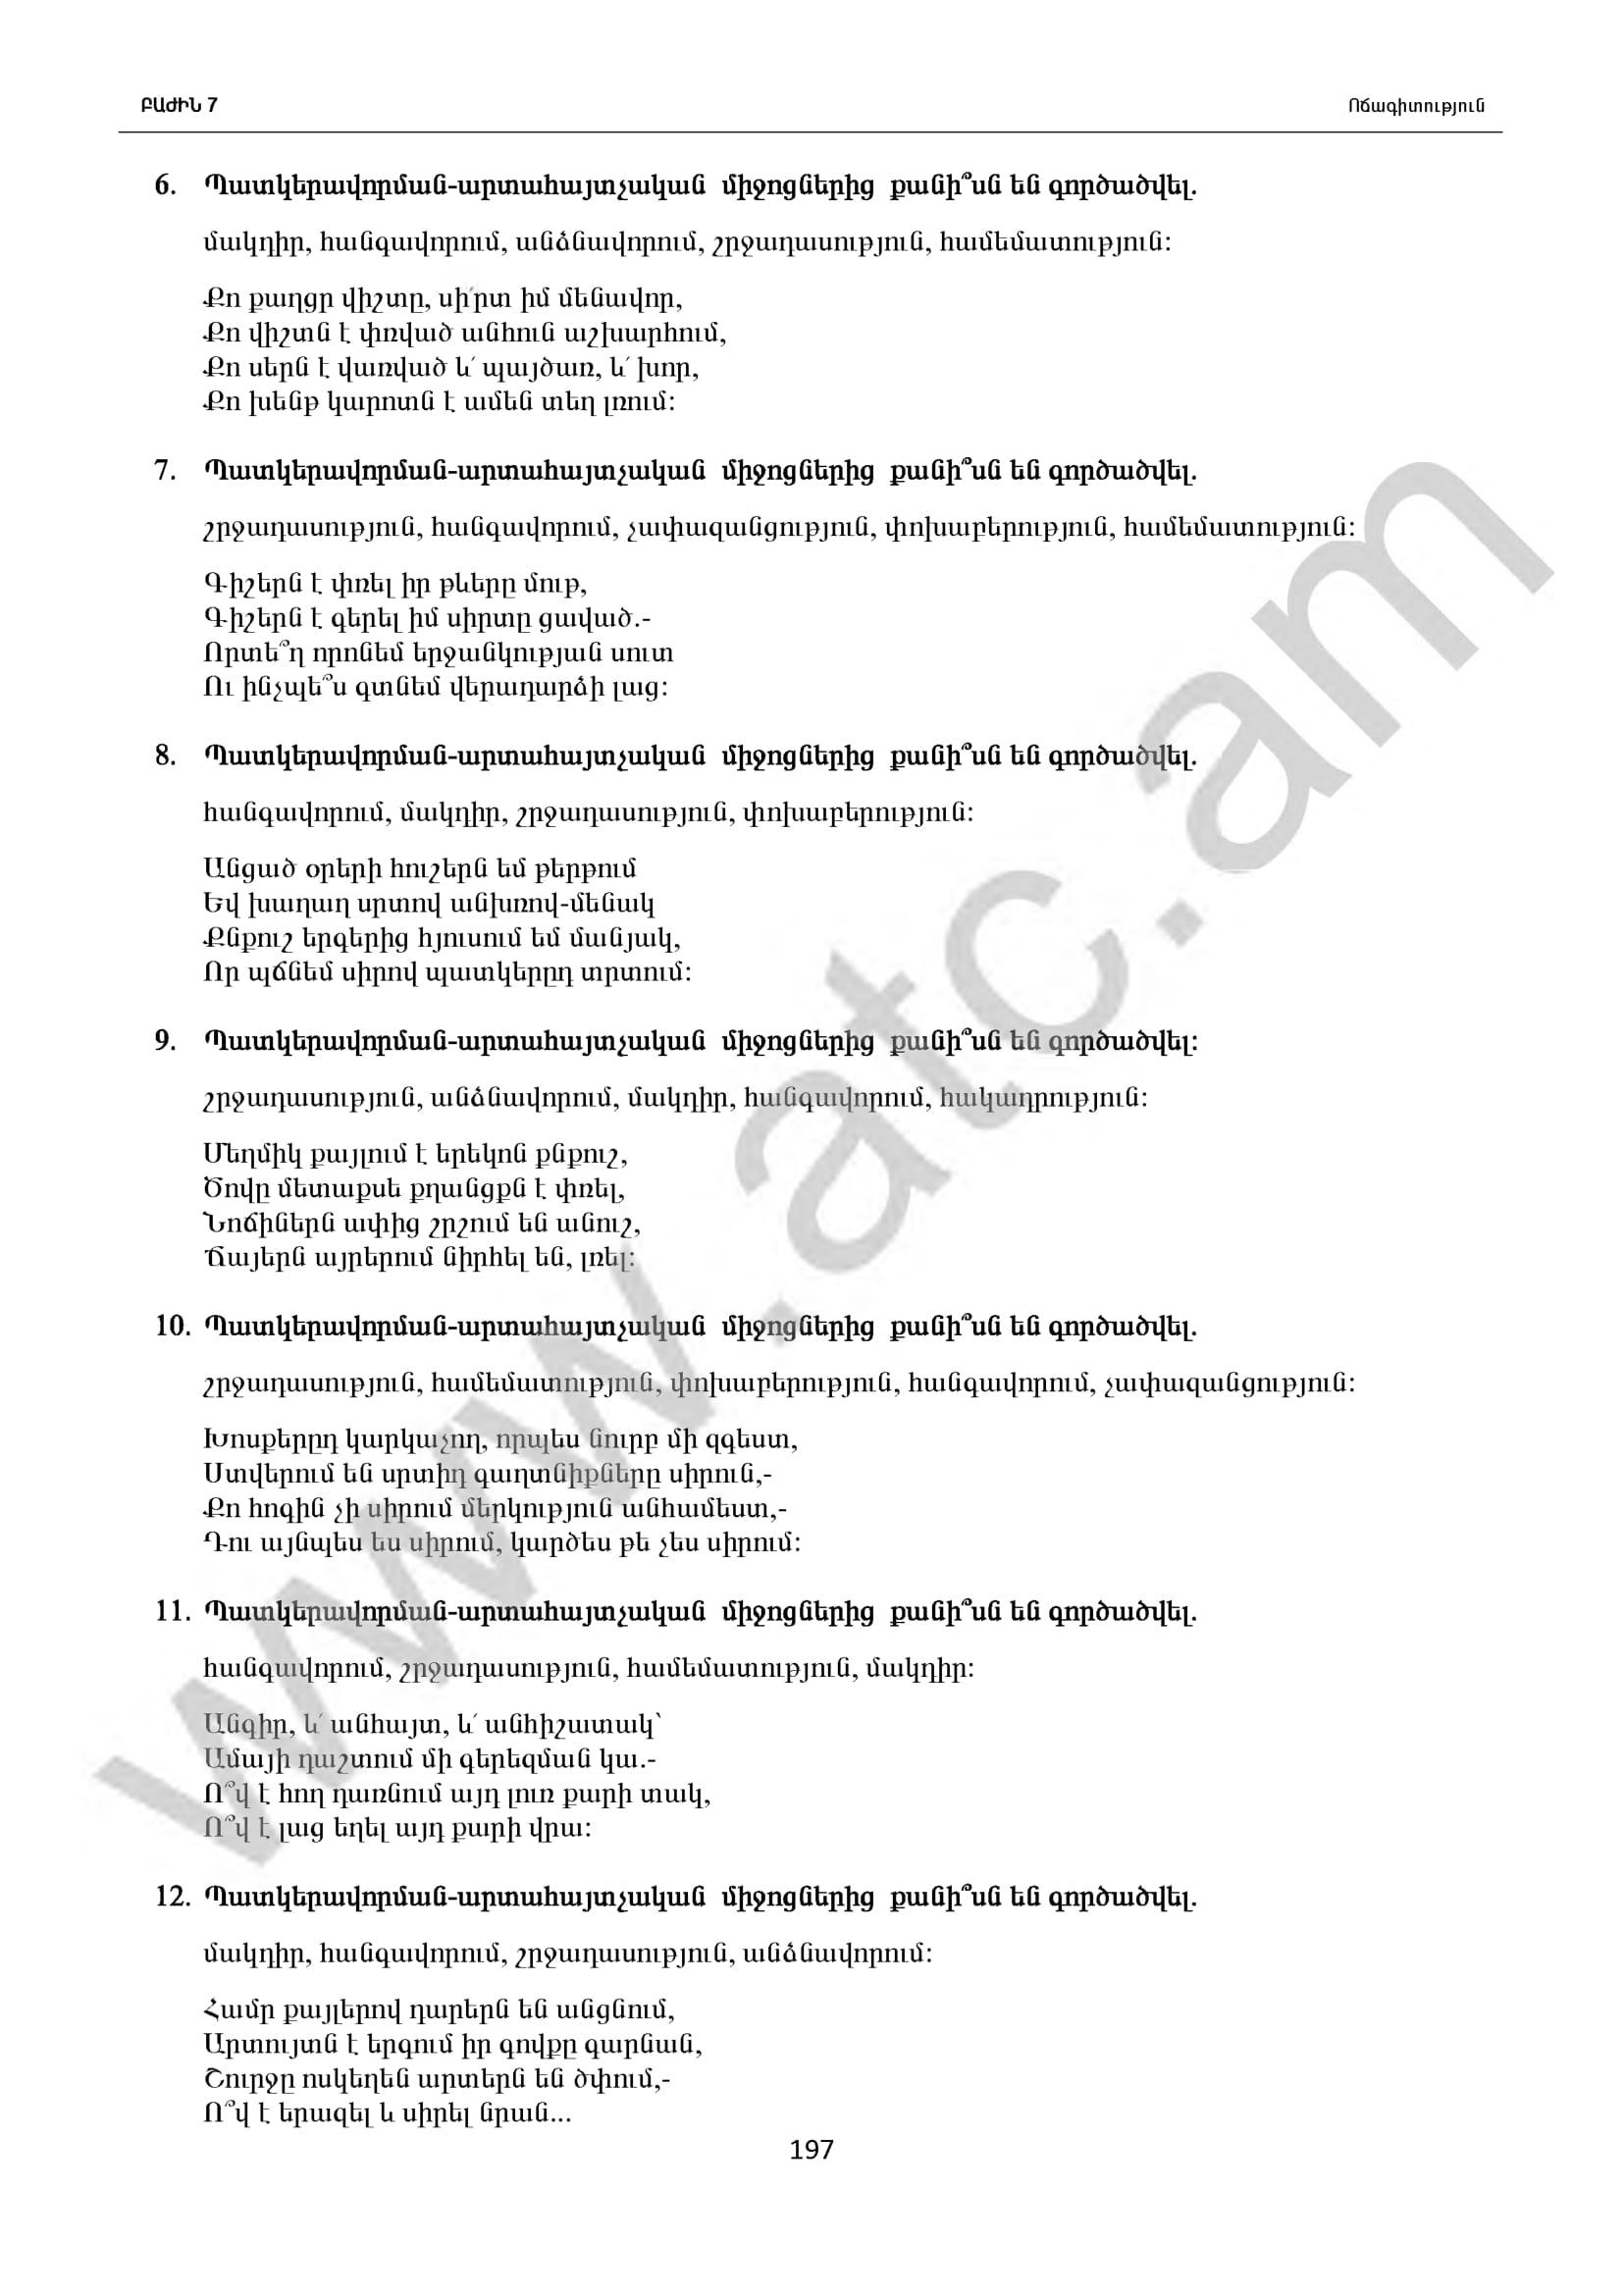 ԲԱԺԻՆ 7
Ոճագիտություն
6. Պատկերավորման-արտահայտչական միջոցներից քանի՞սն են գործածվել.
մակդիր, հանգավորում, անձնավորում, շրջադասություն, համեմատություն:
Քո քաղցր վիշտը, սի՛րտ իմ մենավոր,
Քո վիշտն է փռված անհուն աշխարհում,
Քո սերն է վառված և՛ պայծառ, և՛ խոր,
Քո խենթ կարոտն է ամեն տեղ լռում:
7. Պատկերավորման-արտահայտչական միջոցներից քանի՞սն են գործածվել.
շրջադասություն, հանգավորում, չափազանցություն, փոխաբերություն, համեմատություն:
Գիշերն է փռել իր թևերը մութ,
Գիշերն է գերել իմ սիրտը ցաված.-
Որտե՞ղ որոնեմ երջանկության սուտ
Ու ինչպե՞ս գտնեմ վերադարձի լաց:
8. Պատկերավորման-արտահայտչական միջոցներից քանի՞սն են գործածվել.
հանգավորում, մակդիր, շրջադասություն, փոխաբերություն:
Անցած օրերի հուշերն եմ թերթում
Եվ խաղաղ սրտով անխռով-մենակ
Քնքուշ երգերից հյուսում եմ մանյակ,
Որ պճնեմ սիրով պատկերըդ տրտում:
9. Պատկերավորման-արտահայտչական միջոցներից քանի՞սն են գործածվել:
շրջադասություն, անձնավորում, մակդիր, հանգավորում, հակադրություն:
Մեղմիկ քայլում է երեկոն քնքուշ,
Ծովը մետաքսե քղանցքն է փռել,
Նոճիներն ափից շրշում են անուշ,
Ճայերն այրերում նիրհել են, լռել:
10. Պատկերավորման-արտահայտչական միջոցներից քանի՞սն են գործածվել.
շրջադասություն, համեմատություն, փոխաբերություն, հանգավորում, չափազանցություն:
Խոսքերըդ կարկաչող, որպես նուրբ մի զգեստ,
Ստվերում են սրտիդ գաղտնիքները սիրուն,-
Քո հոգին չի սիրում մերկություն անհամեստ,-
Դու այնպես ես սիրում, կարծես թե չես սիրում:
11. Պատկերավորման-արտահայտչական միջոցներից քանի՞սն են գործածվել.
հանգավորում, շրջադասություն, համեմատություն, մակդիր:
Անգիր, և՛ անհայտ, և՛ անհիշատակ՝
Ամայի դաշտում մի գերեզման կա.-
Ո՞վ է հող դառնում այդ լուռ քարի տակ,
Ո՞վ է լաց եղել այդ քարի վրա:
12. Պատկերավորման-արտահայտչական միջոցներից քանի՞սն են գործածվել.
մակդիր, հանգավորում, շրջադասություն, անձնավորում:
Համր քայլերով դարերն են անցնում,
Արտույտն է երգում իր գովքը գարնան,
Շուրջը ոսկեղեն արտերն են ծփում,-
Ո՞վ է երազել և սիրել նրան...
197
www.atc.am